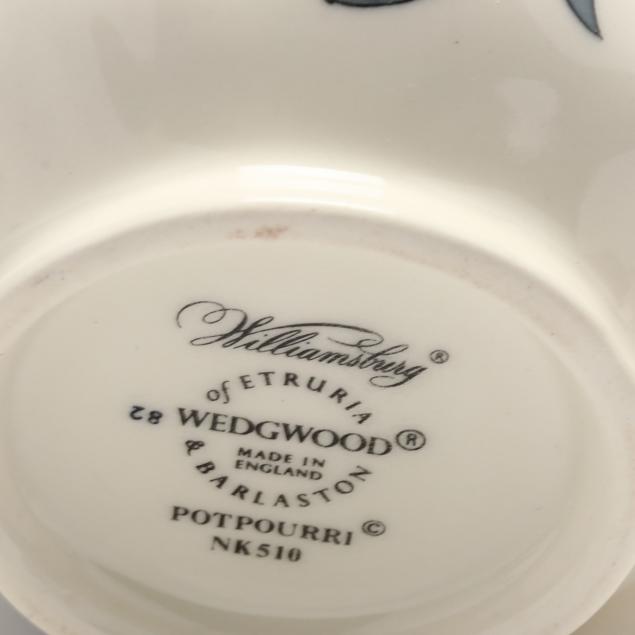 Williamsburg®
of ETRURIA
82
WEDGWOOD®
MADE IN
ENGLAND
& BARLASTON
POTPOURRI©
NK510